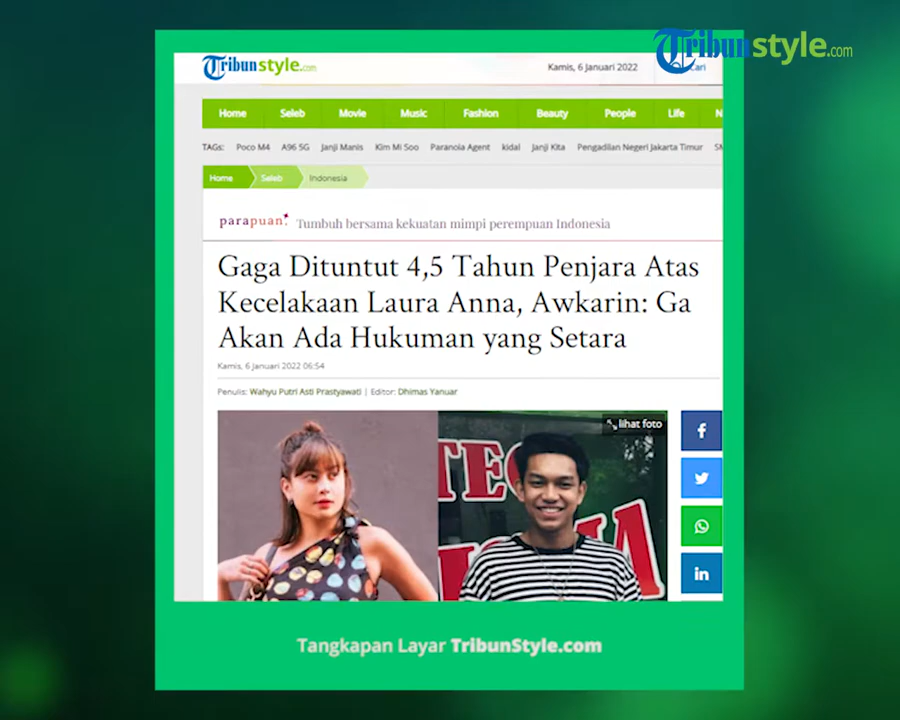 Tribunstyle.com
Tribunstyle.com
Kamis, 6 Januari 2022
Cari
Home Seleb Movie Music Fashion Beauty People Life N
TAGs: Poco M4 A96 5G Janji Manis Kim Mi Soo Paranoia Agent kidal Janji Kita Pengadilan Negeri Jakarta Timur SM
Home Seleb Indonesia
parapuan. Tumbuh bersama kekuatan mimpi perempuan Indonesia
Gaga Dituntut 4,5 Tahun Penjara Atas
Kecelakaan Laura Anna, Awkarin: Ga
Akan Ada Hukuman yang Setara
Kamis, 6 Januari 2022 06:54
Penulis: Wahyu Putri Asti Prastyawati | Editor: Dhimas Yanuar
lihat foto
Tangkapan Layar TribunStyle.com